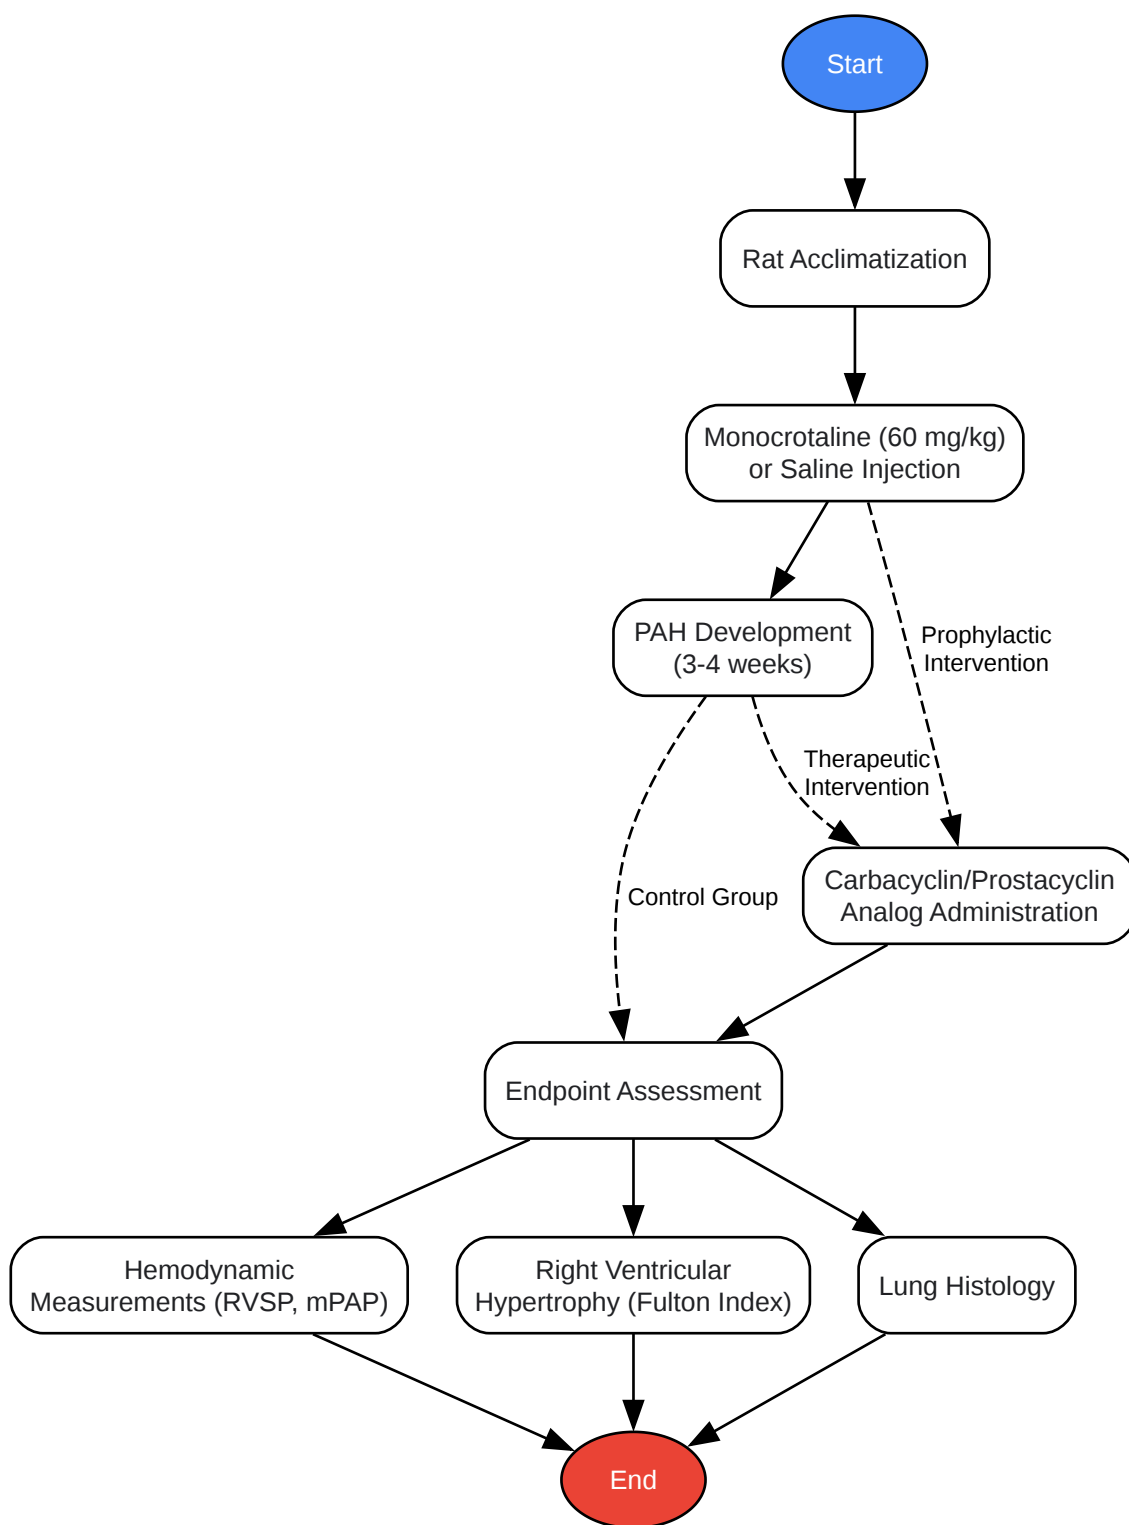 Start
Rat Acclimatization
Monocrotaline (60 mg/kg)
or Saline Injection
PAH Development
(3-4 weeks)
Prophylactic
Intervention
Therapeutic
Intervention
Control Group
Carbacyclin/Prostacyclin
Analog Administration
Endpoint Assessment
Hemodynamic
Measurements (RVSP, mPAP)
Right Ventricular
Hypertrophy (Fulton Index)
Lung Histology
End